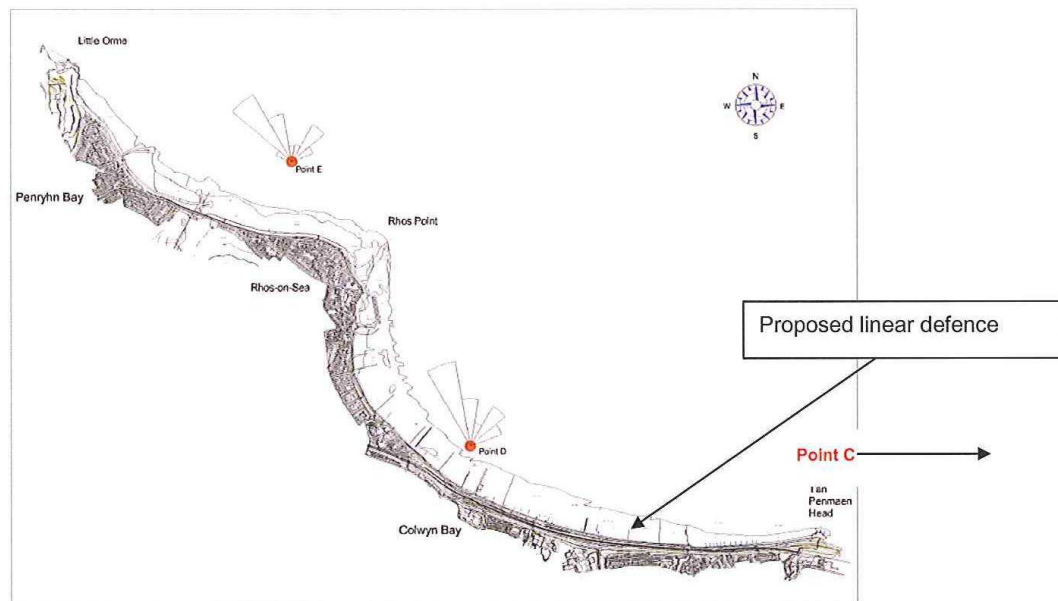 Little Orme
N
W
E
S
Point E
Penryhn Bay
Rhos Point
Rhos-on-Sea
Proposed linear defence
Point D
Point C
Tan
Penmaen
Head
Colwyn Bay